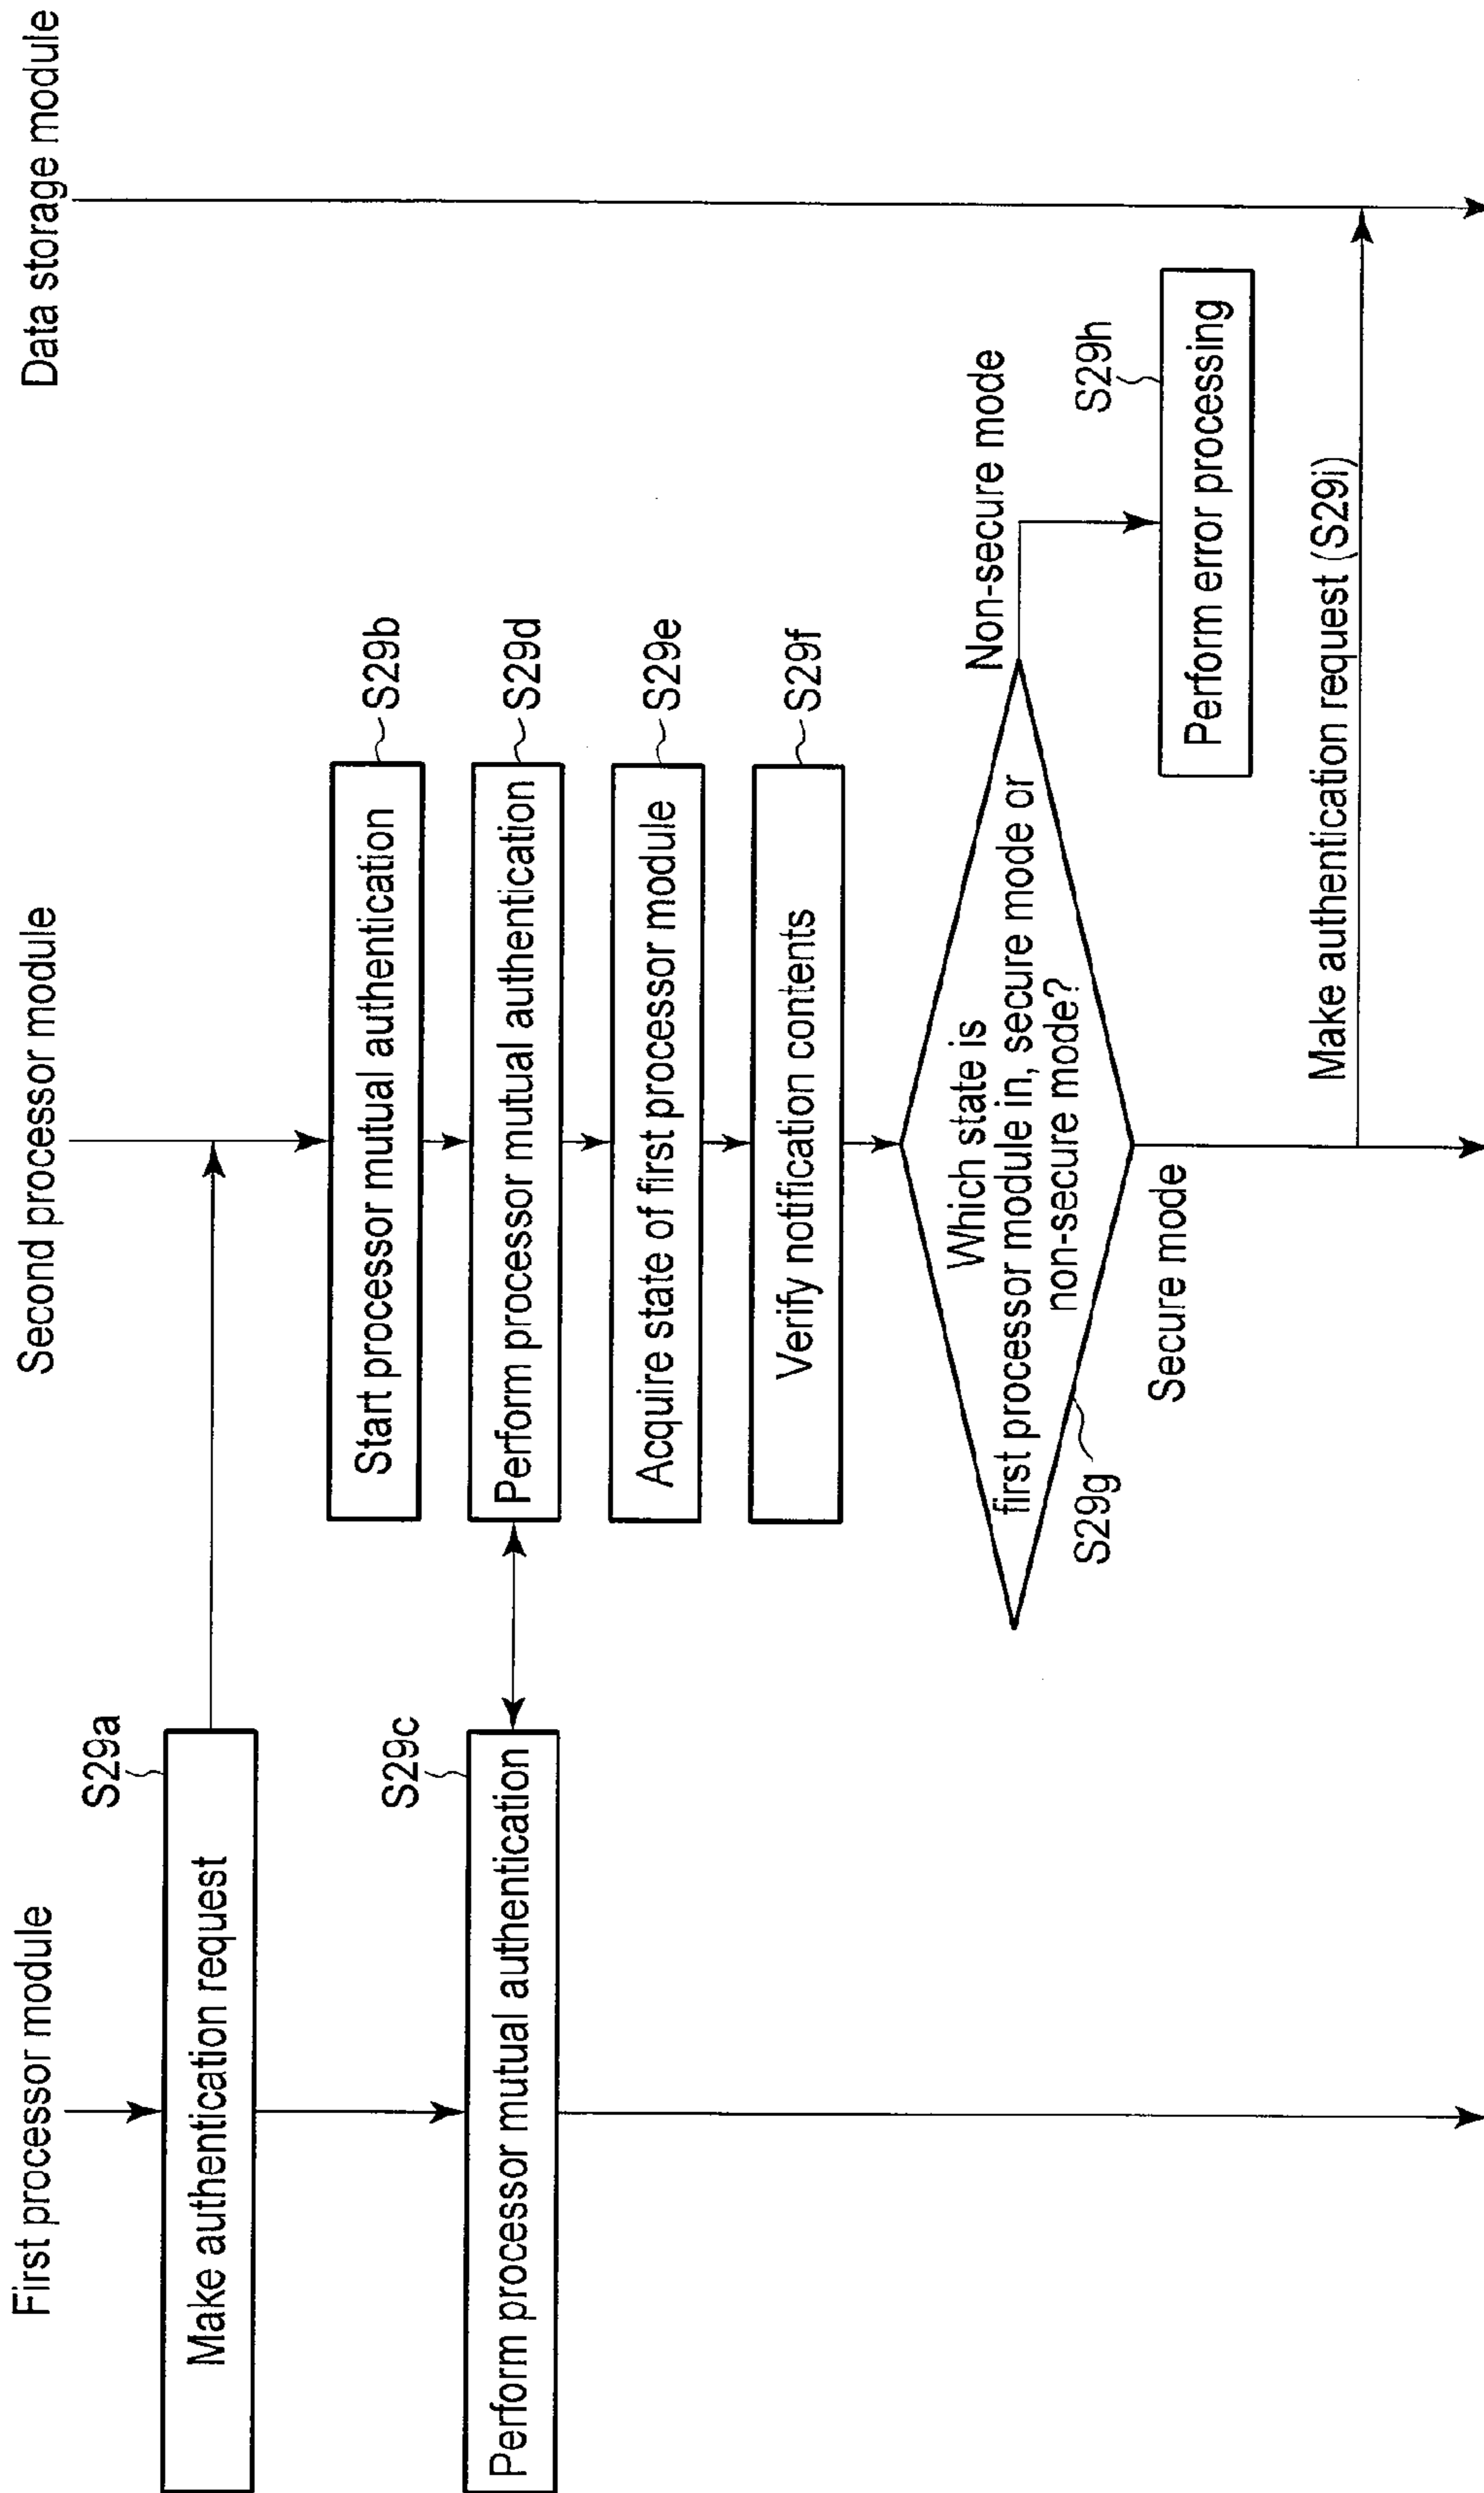 First processor module
Second processor module
Data storage module
S29a
Make authentication request
Start processor mutual authentication
S29b
S29c
Perform processor mutual authentication
Perform processor mutual authentication
S29d
Acquire state of first processor module
S29e
Verify notification contents
S29f
Which state is
first processor module in, secure mode or
non-secure mode?
S29g
Non-secure mode
S29h
Perform error processing
Secure mode
Make authentication request (S29i)